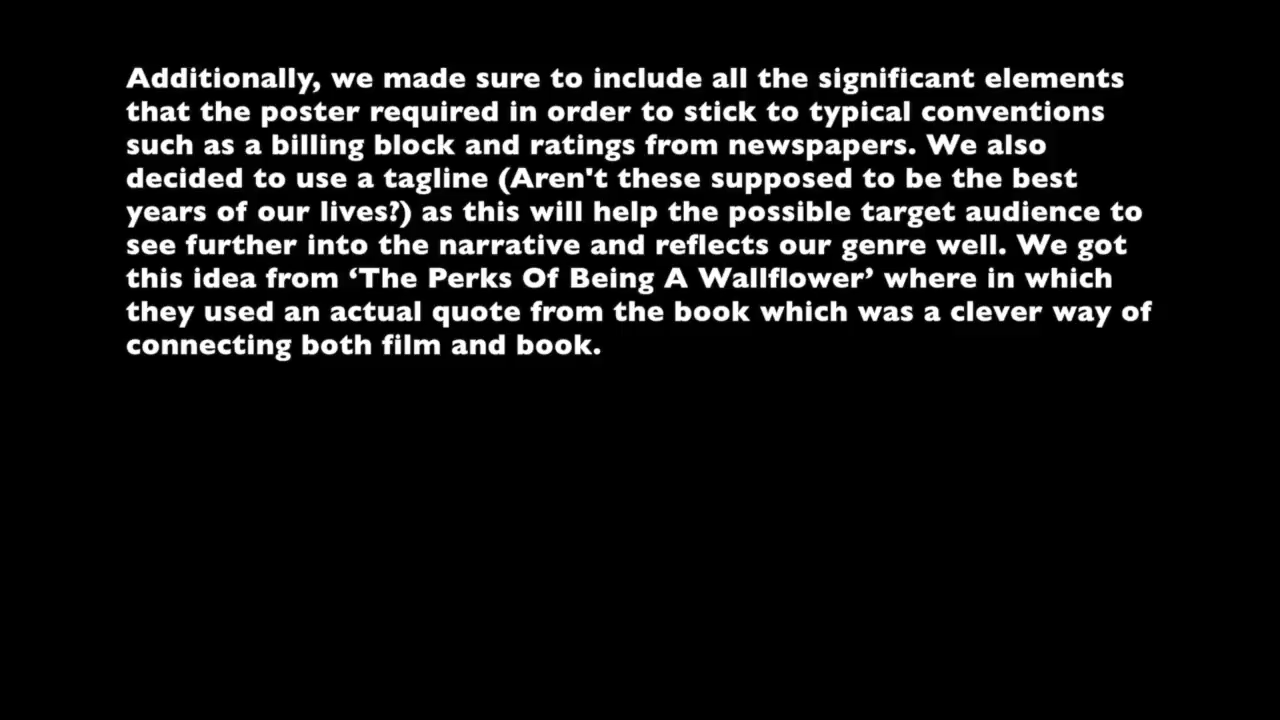 Additionally, we made sure to include all the significant elements
that the poster required in order to stick to typical conventions
such as a billing block and ratings from newspapers. We also
decided to use a tagline (Aren't these supposed to be the best
years of our lives?) as this will help the possible target audience to
see further into the narrative and reflects our genre well. We got
this idea from ‘The Perks Of Being A Wallflower’ where in which
they used an actual quote from the book which was a clever way of
connecting both film and book.